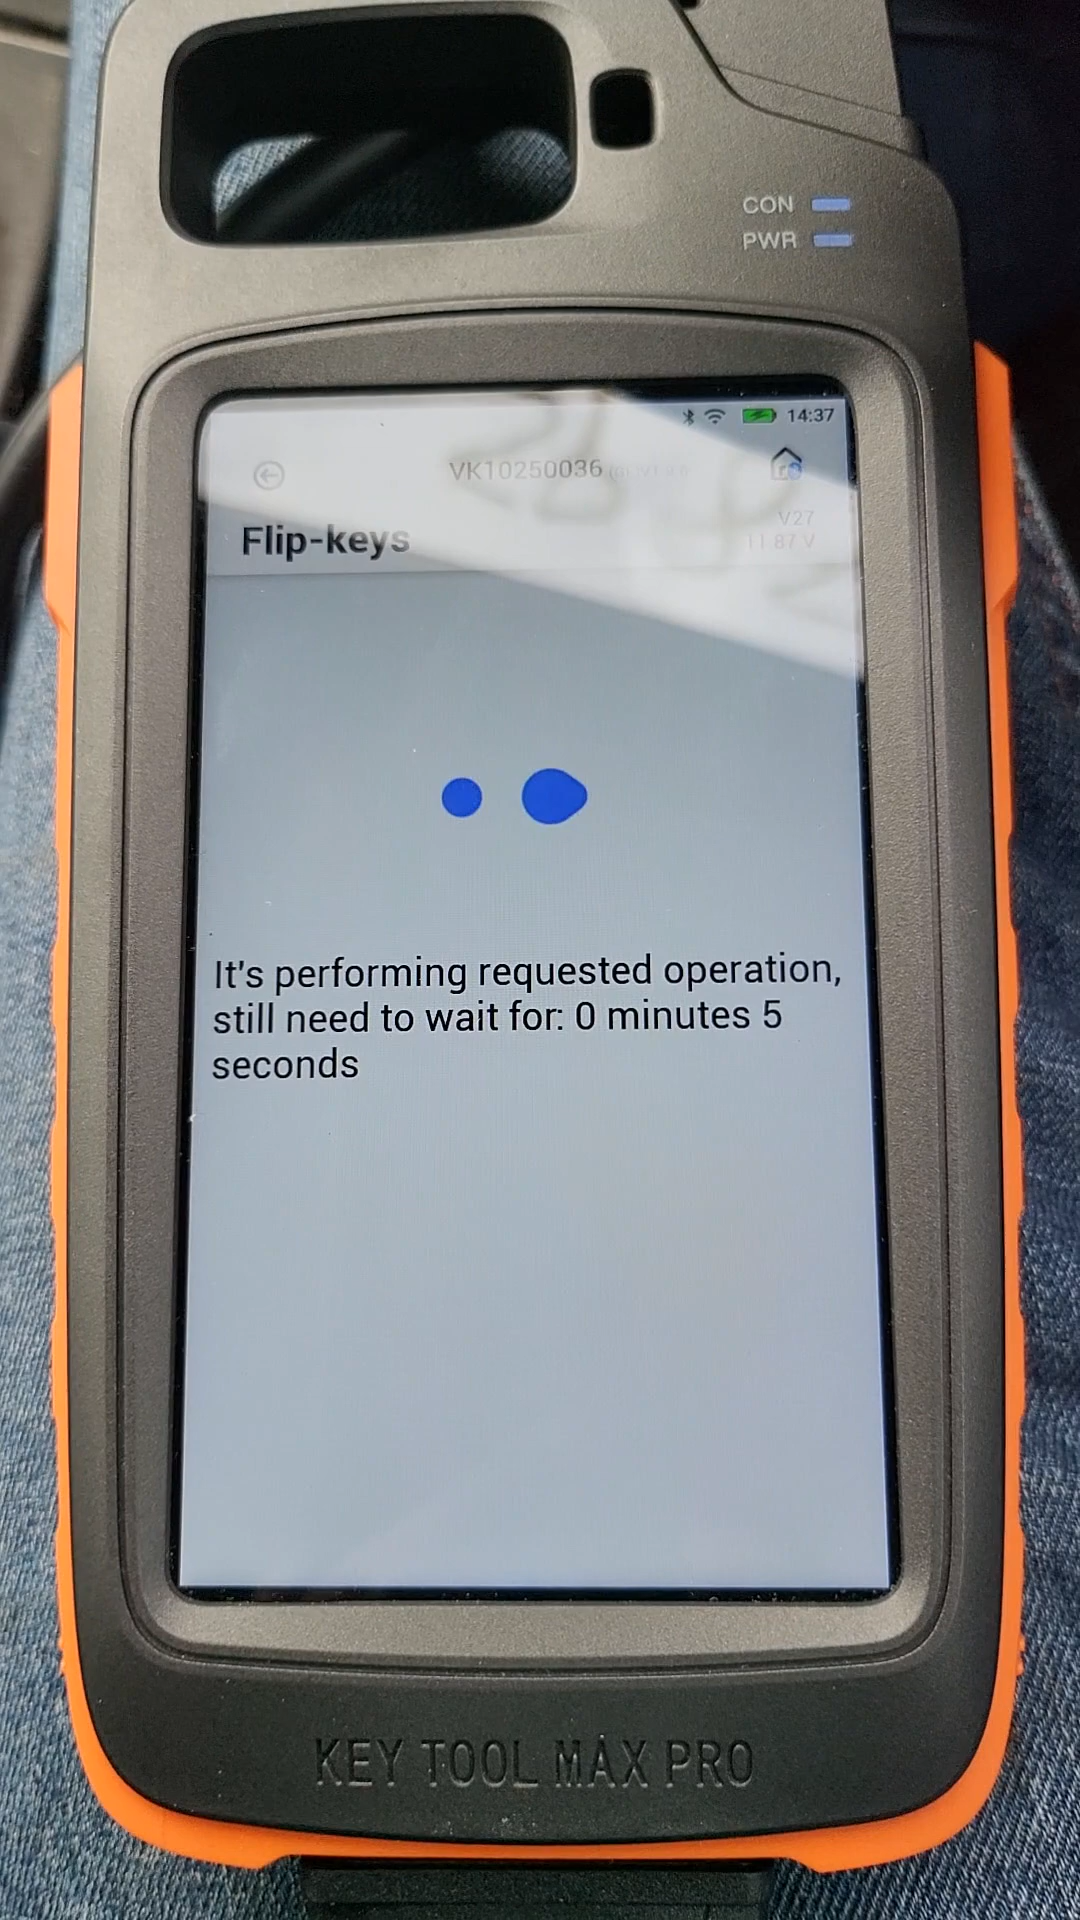 CON
PWR
14:37
VK10250036
V27
Flip-keys
11.87 V
It's performing requested operation,
still need to wait for: 0 minutes 5
seconds
KEY TOOL MAX PRO